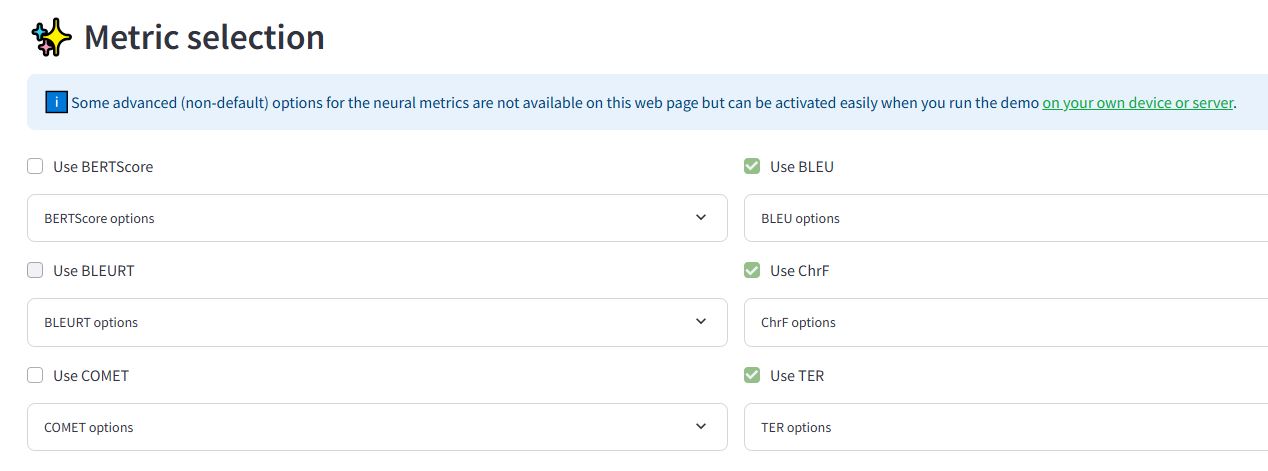 Metric selection
i Some advanced (non-default) options for the neural metrics are not available on this web page but can be activated easily when you run the demo on your own device or server.
Use BERTScore
BERTScore options
Use BLEURT
BLEURT options
Use COMET
COMET options
Use BLEU
BLEU options
Use ChrF
ChrF options
Use TER
TER options